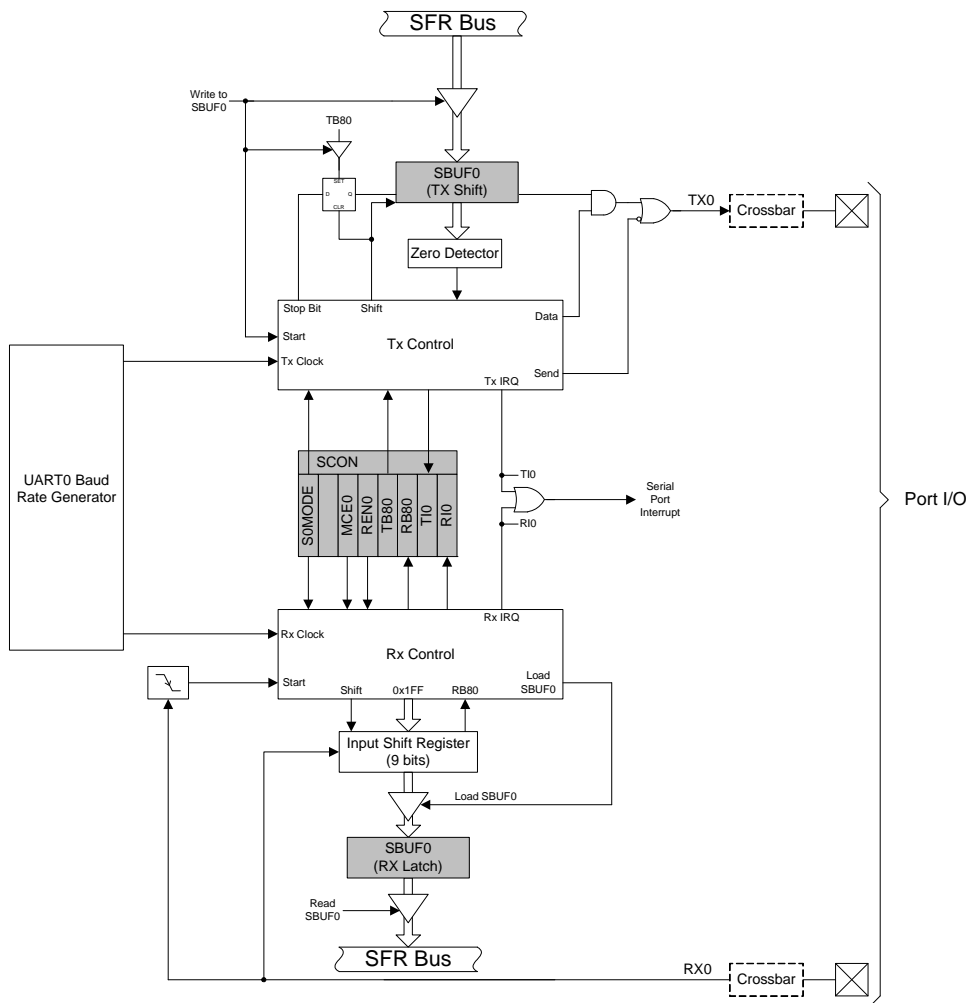 SFR Bus
Write to
SBUF0
TB80
SET
D
Q
CLR
SBUF0
(TX Shift)
TX0
Crossbar
Zero Detector
Stop Bit
Shift
Data
Start
Tx Control
Tx Clock
Send
Tx IRQ
UART0 Baud
Rate Generator
SCON
S0MODE
MCE0
REN0
TB80
RB80
TI0
RI0
TI0
Serial
Port
Interrupt
RI0
Port I/O
Rx IRQ
Rx Clock
Rx Control
Start
Load
SBUF0
Shift
0x1FF
RB80
Input Shift Register
(9 bits)
Load SBUF0
SBUF0
(RX Latch)
Read
SBUF0
SFR Bus
RX0
Crossbar